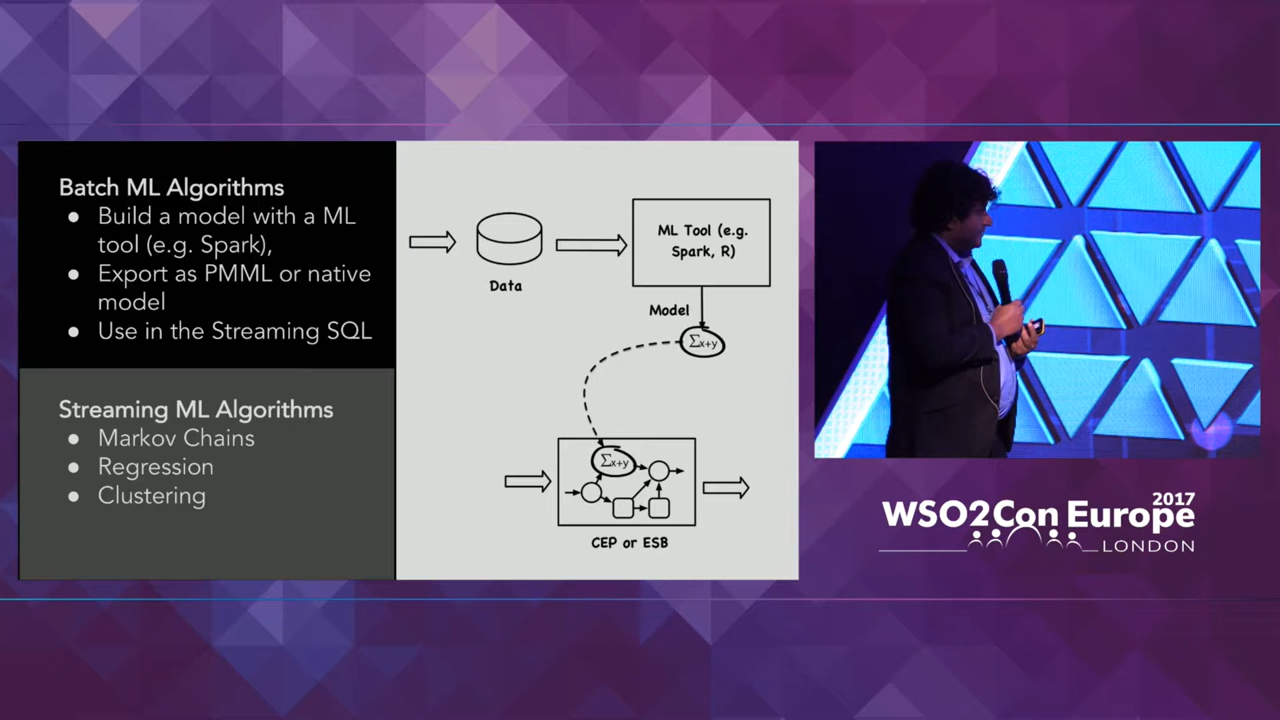 Batch ML Algorithms
● Build a model with a ML
tool (e.g. Spark),
● Export as PMML or native
model
● Use in the Streaming SQL
Streaming ML Algorithms
● Markov Chains
● Regression
● Clustering
Data
ML Tool (e.g.
Spark, R)
Model
Σx+y
Σx+y
CEP or ESB
2017
WSO2Con Europe
LONDON